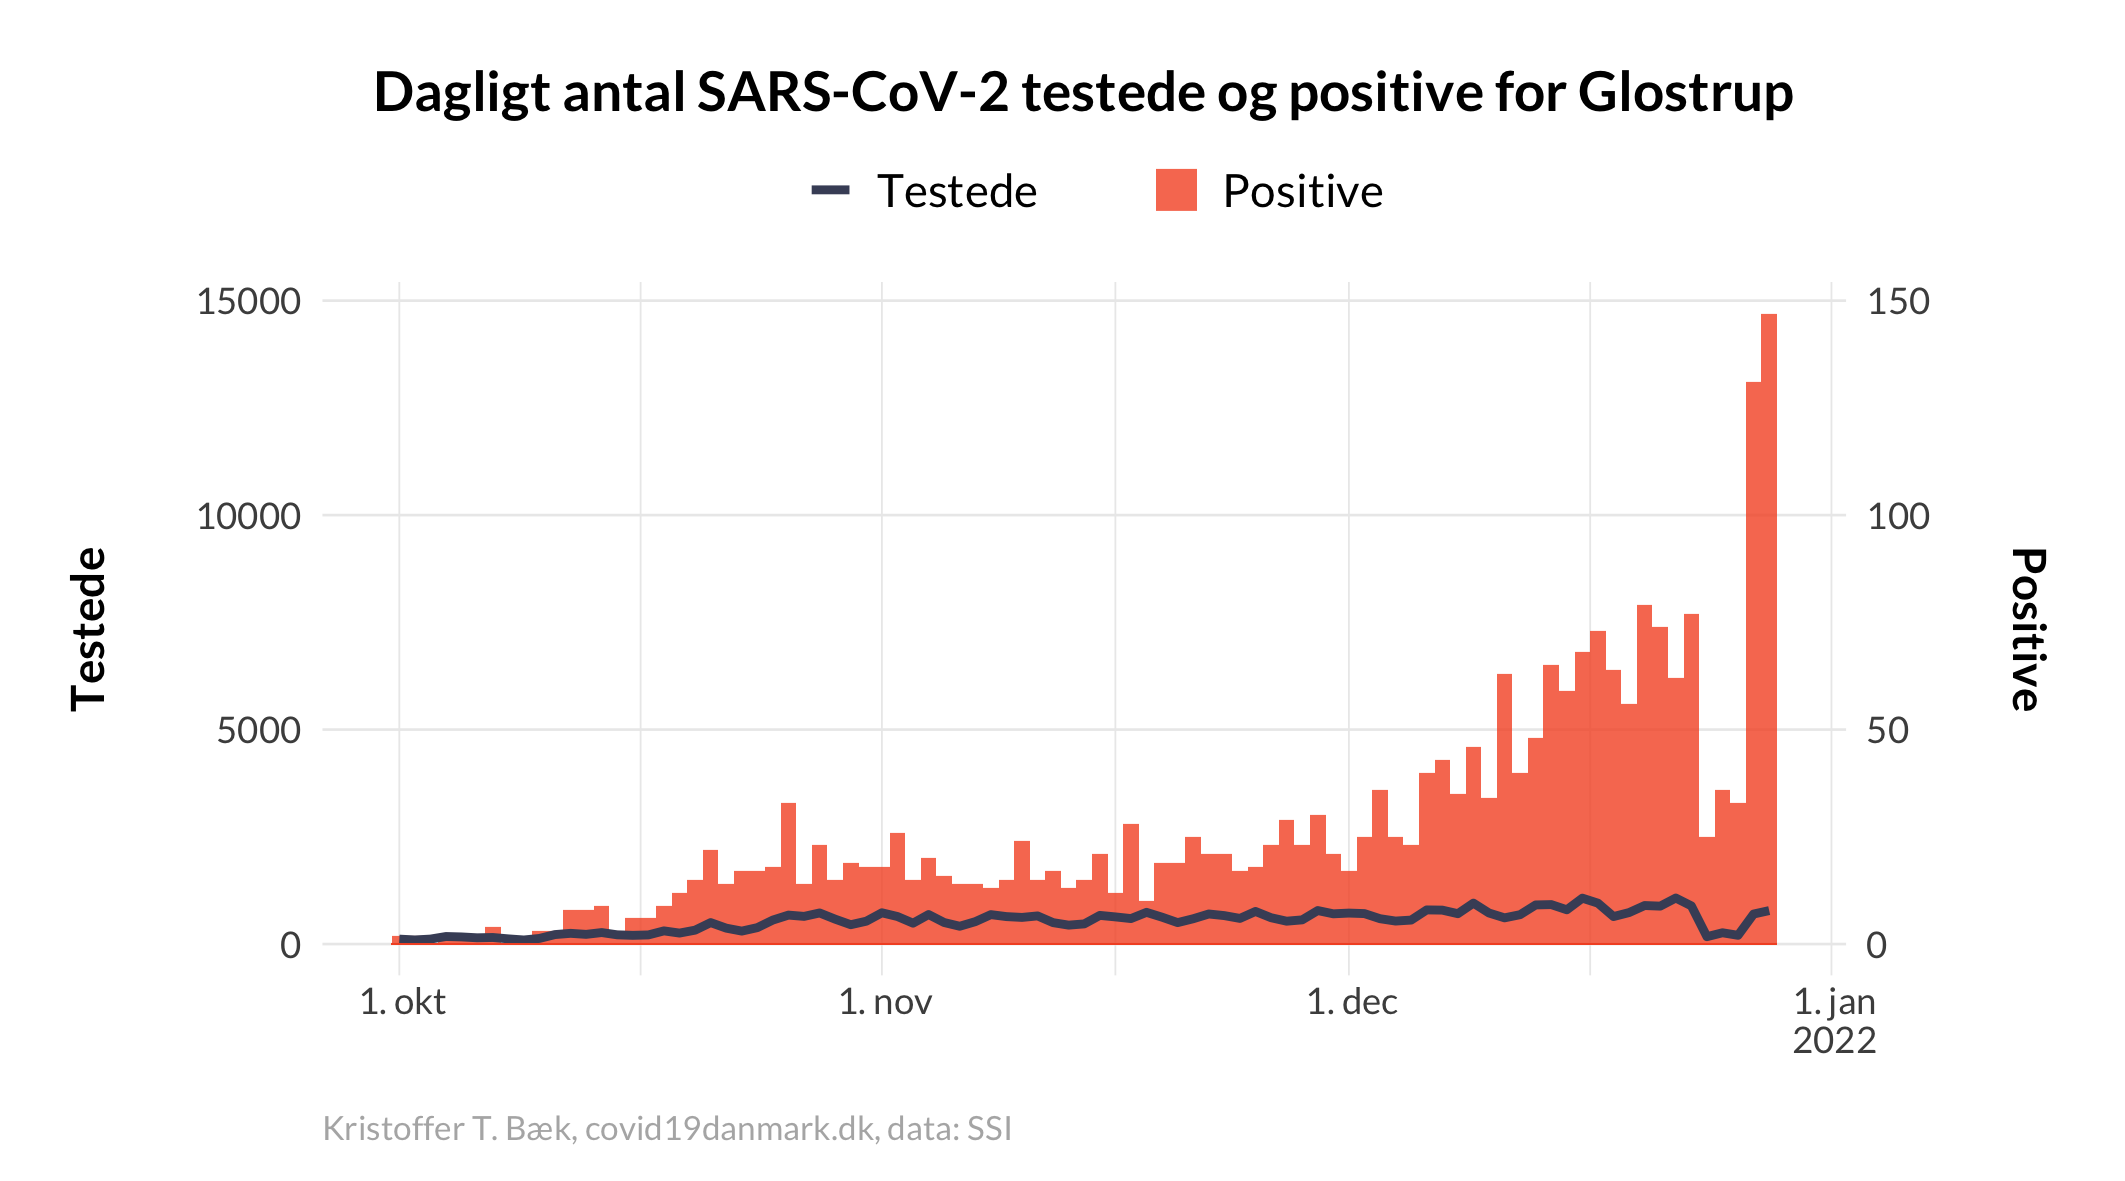 Dagligt antal SARS-CoV-2 testede og positive for Glostrup
Testede
Positive
15000
10000
5000
0
Testede
150
100
50
0
Positive
1. okt
1. nov
1. dec
1. jan
2022
Kristoffer T. Bæk, covid19danmark.dk, data: SSI